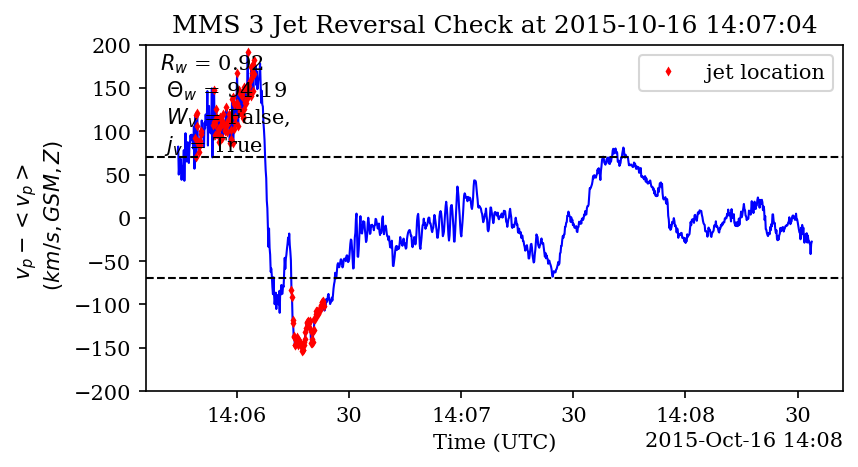 MMS 3 Jet Reversal Check at 2015-10-16 14:07:04
R_w = 0.92
Θ_w = 94.19
W_v = False,
j_v = True
jet location
v_p − < v_p >
(km/s, GSM, Z)
200
150
100
50
0
−50
−100
−150
−200
14:06
30
14:07
30
14:08
30
Time (UTC)
2015-Oct-16 14:08